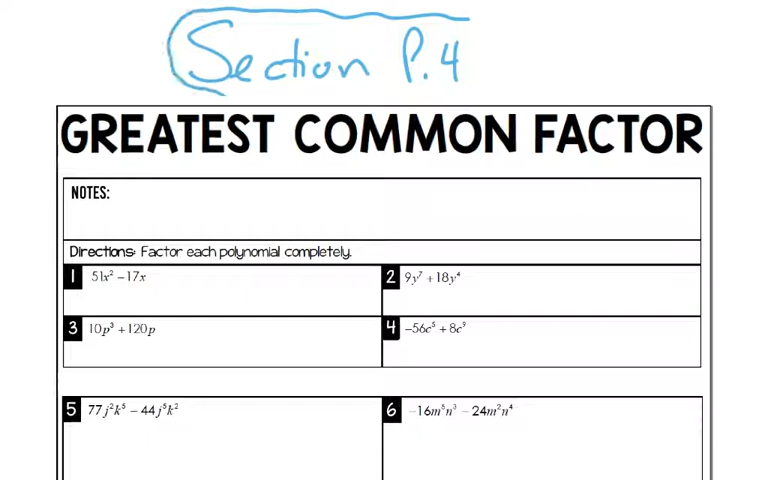 Section P.4
GREATEST COMMON FACTOR
NOTES:
Directions: Factor each polynomial completely.
1 51x² − 17x
2 9y⁷ + 18y⁴
3 10p³ + 120p
4 −56c⁵ + 8c⁹
5 77j²k⁵ − 44j⁵k²
6 −16m⁵n³ − 24m²n⁴